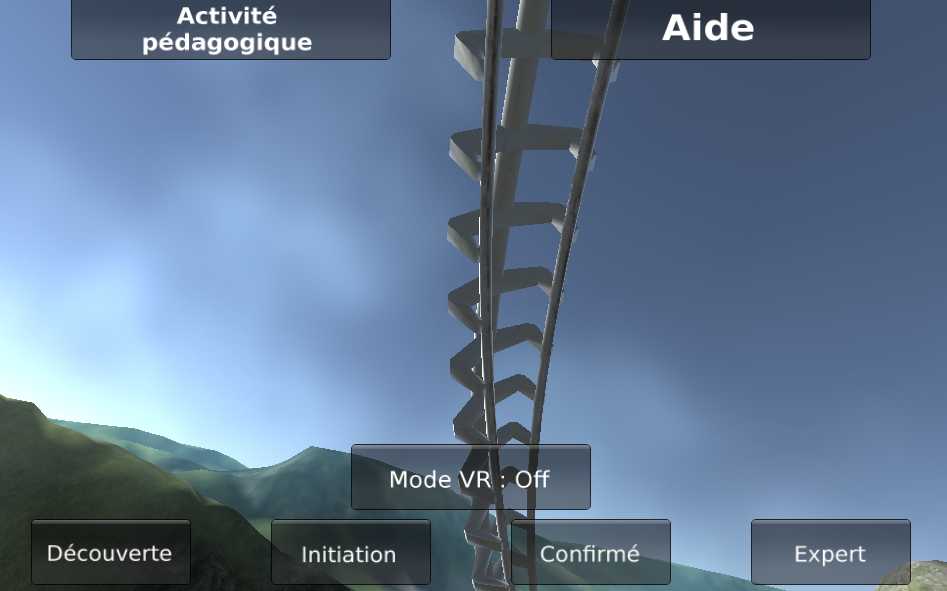 Activité
pédagogique
Aide
Mode VR : Off
Découverte
Initiation
Confirmé
Expert